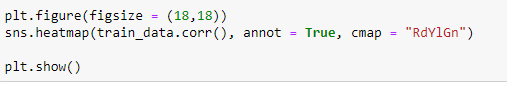 plt.figure(figsize = (18,18))
sns.heatmap(train_data.corr(), annot = True, cmap = "RdYlGn")
plt.show()